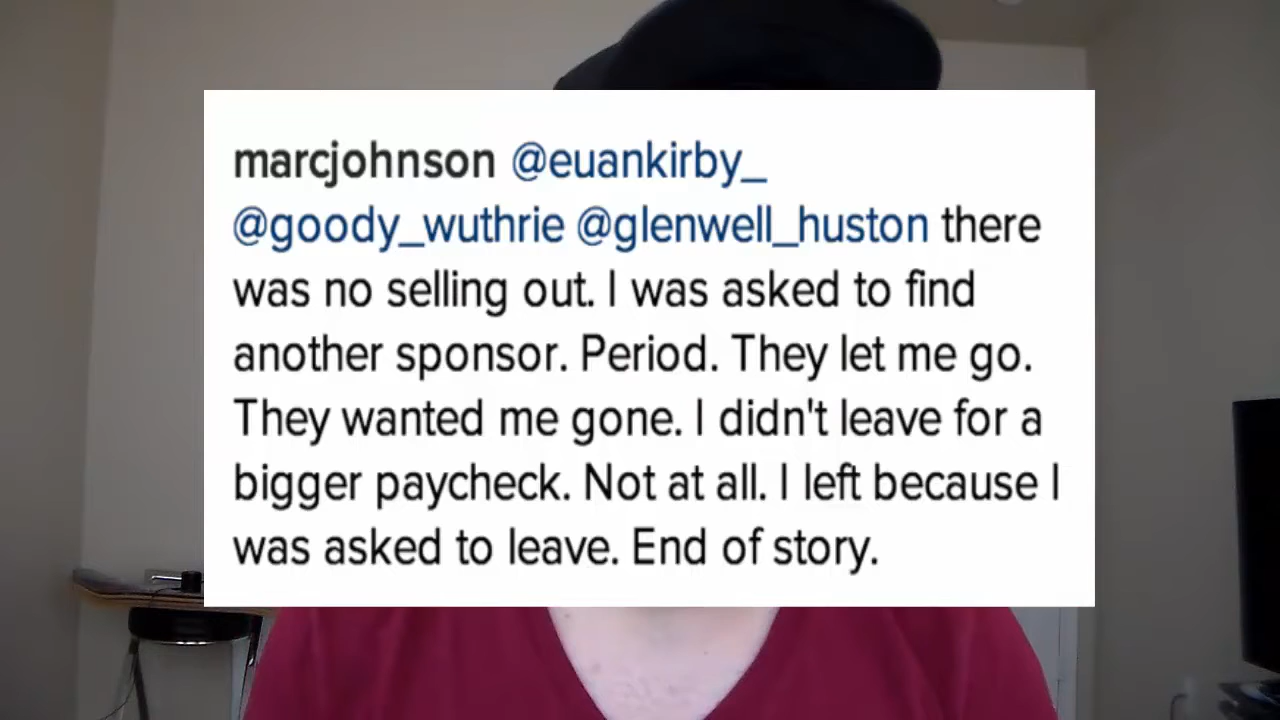 marcjohnson @euankirby_
@goody_wuthrie @glenwell_huston there
was no selling out. I was asked to find
another sponsor. Period. They let me go.
They wanted me gone. I didn't leave for a
bigger paycheck. Not at all. I left because I
was asked to leave. End of story.